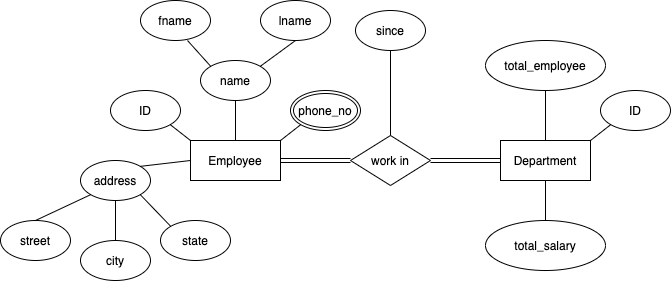 fname
lname
since
name
total_employee
ID
phone_no
ID
Employee
work in
Department
address
street
state
city
total_salary